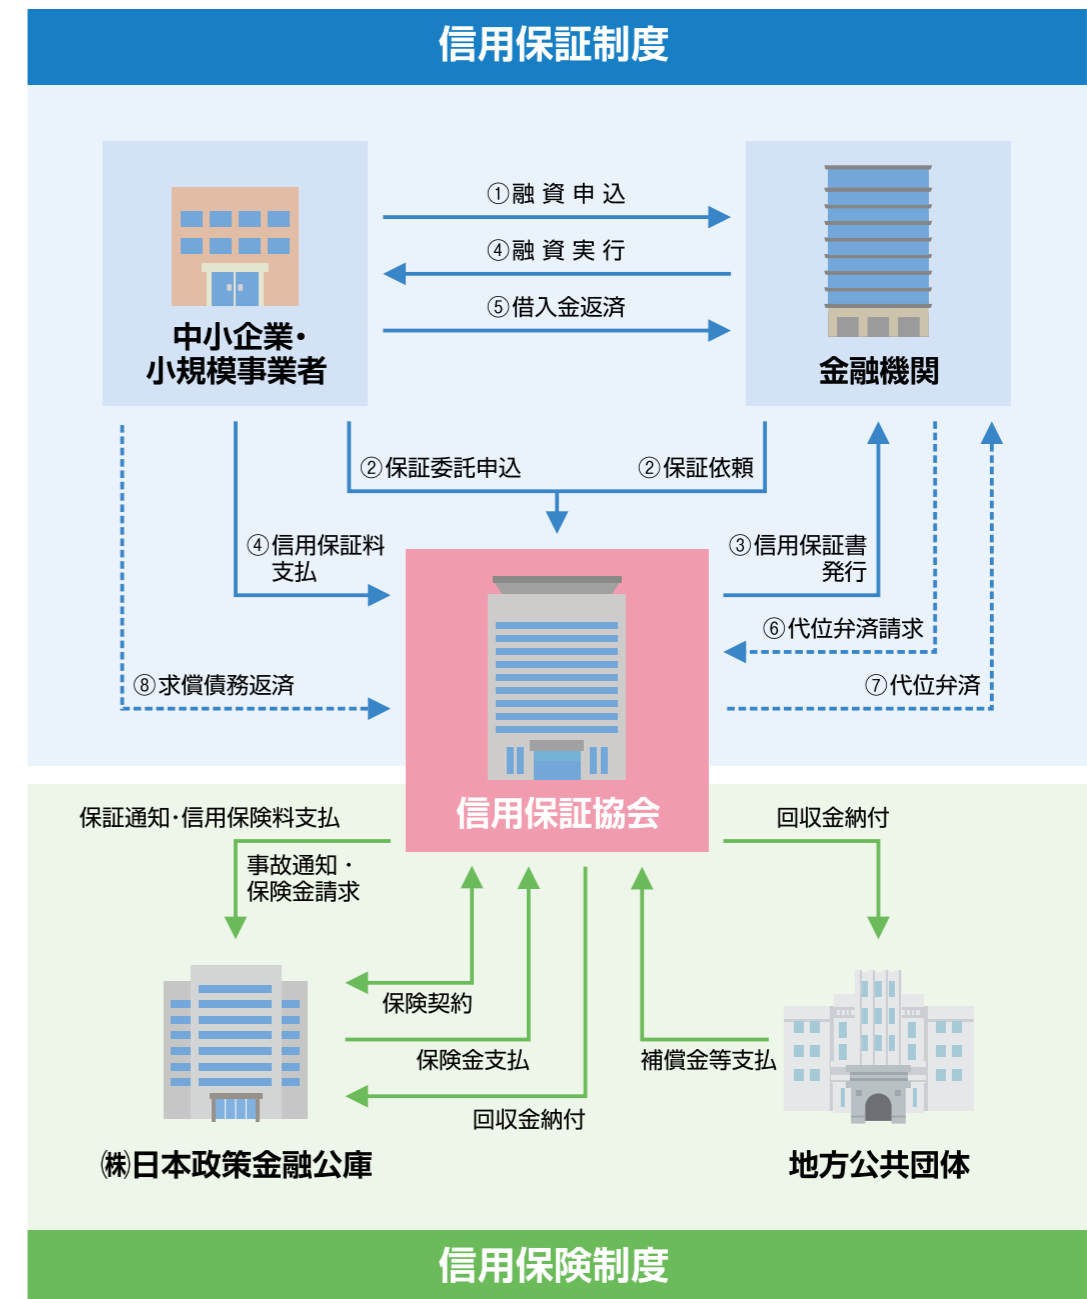 信用保証制度
①融資申込
④融資実行
⑤借入金返済
中小企業・
小規模事業者
金融機関
②保証委託申込
②保証依頼
④信用保証料
支払
③信用保証書
発行
⑥代位弁済請求
⑧求償債務返済
⑦代位弁済
信用保証協会
保証通知・信用保険料支払
回収金納付
事故通知・
保険金請求
保険契約
保険金支払
補償金等支払
回収金納付
㈱日本政策金融公庫
地方公共団体
信用保険制度